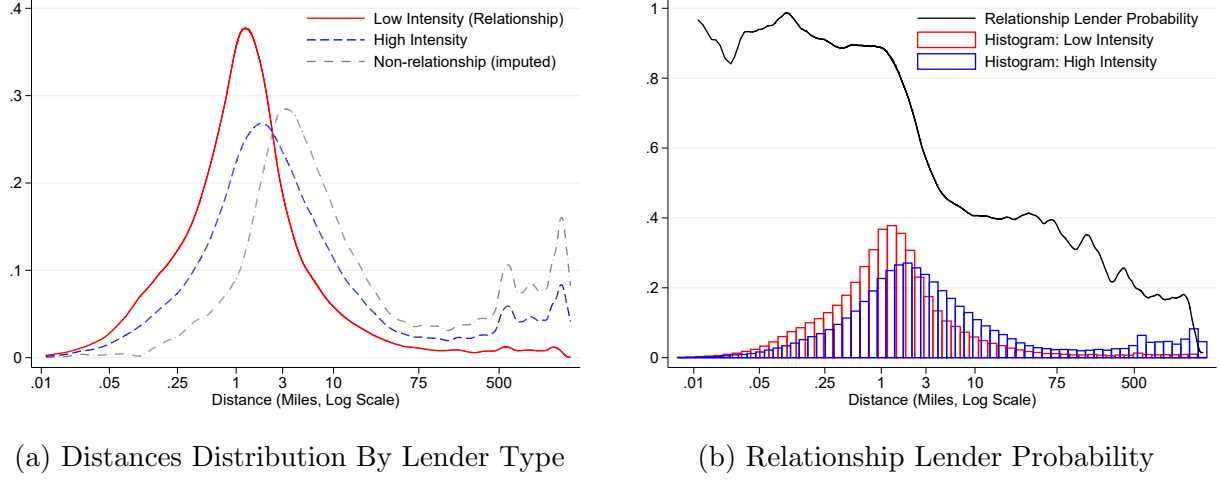 .4
.3
.2
.1
0
Low Intensity (Relationship)
High Intensity
Non-relationship (imputed)
.01 .05 .25 1 3 10 75 500
Distance (Miles, Log Scale)
(a) Distances Distribution By Lender Type
1
.8
.6
.4
.2
0
Relationship Lender Probability
Histogram: Low Intensity
Histogram: High Intensity
.01 .05 .25 1 3 10 75 500
Distance (Miles, Log Scale)
(b) Relationship Lender Probability